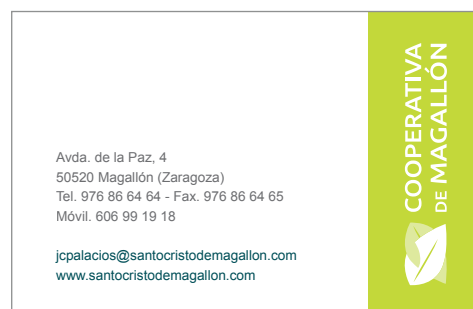 Avda. de la Paz, 4
50520 Magallón (Zaragoza)
Tel. 976 86 64 64 - Fax. 976 86 64 65
Móvil. 606 99 19 18
jcpalacios@santocristodemagallon.com
www.santocristodemagallon.com
COOPERATIVA
DE MAGALLÓN